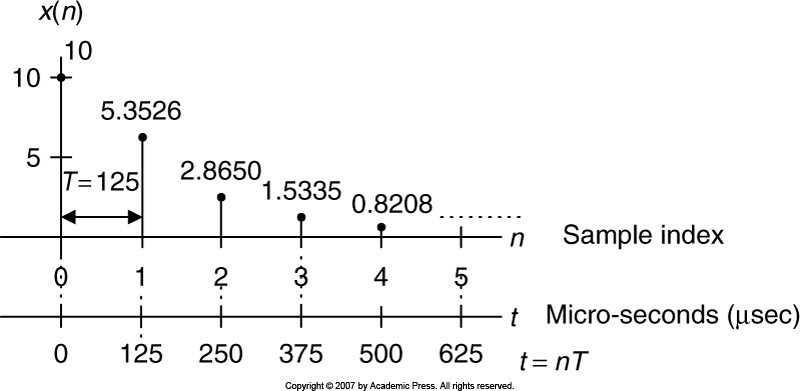 x(n)
10
10
5.3526
5
2.8650
T=125
1.5335
0.8208
n Sample index
0 1 2 3 4 5
t Micro-seconds (μsec)
0 125 250 375 500 625 t = nT
Copyright © 2007 by Academic Press. All rights reserved.